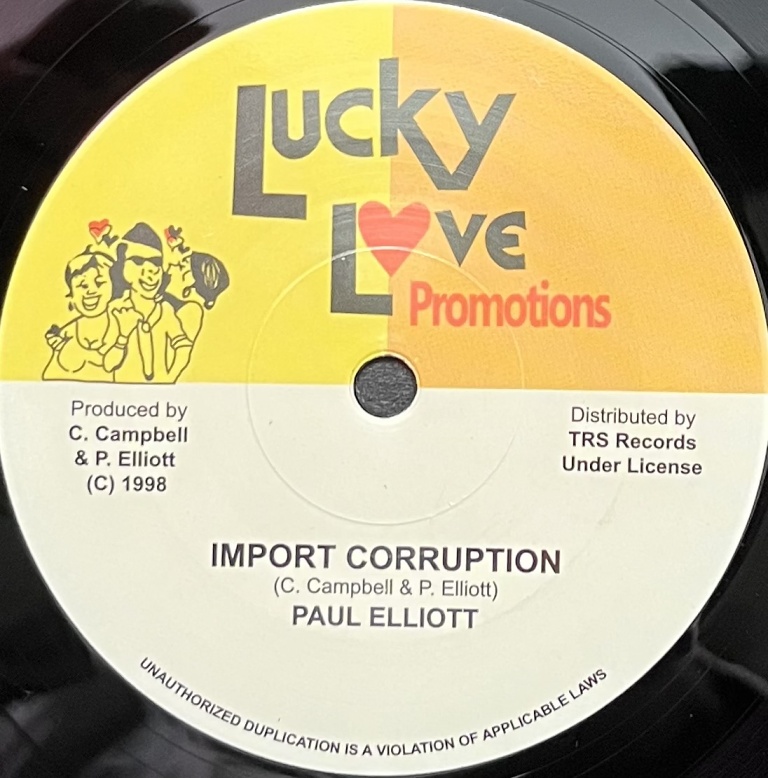 Lucky
Love
Promotions
Produced by
C. Campbell
& P. Elliott
(C) 1998
Distributed by
TRS Records
Under License
IMPORT CORRUPTION
(C. Campbell & P. Elliott)
PAUL ELLIOTT
UNAUTHORIZED DUPLICATION IS A VIOLATION OF APPLICABLE LAWS